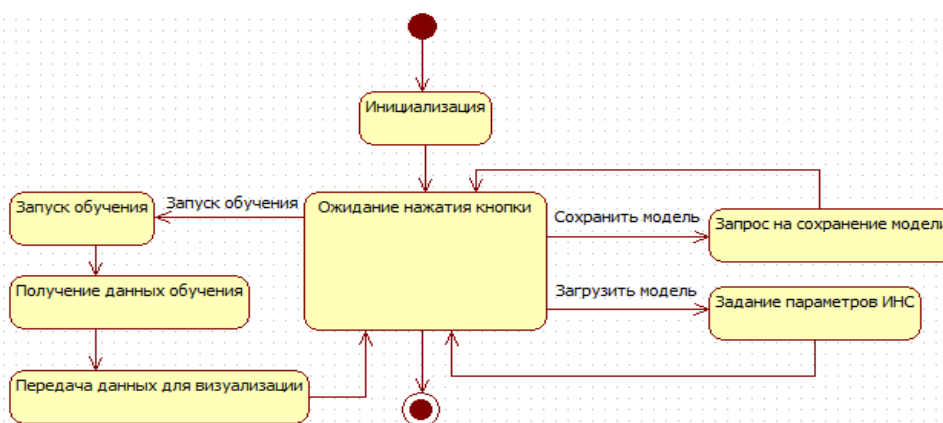 Инициализация
Запуск обучения
Запуск обучения
Ожидание нажатия кнопки
Сохранить модель
Запрос на сохранение модели
Получение данных обучения
Загрузить модель
Задание параметров ИНС
Передача данных для визуализации